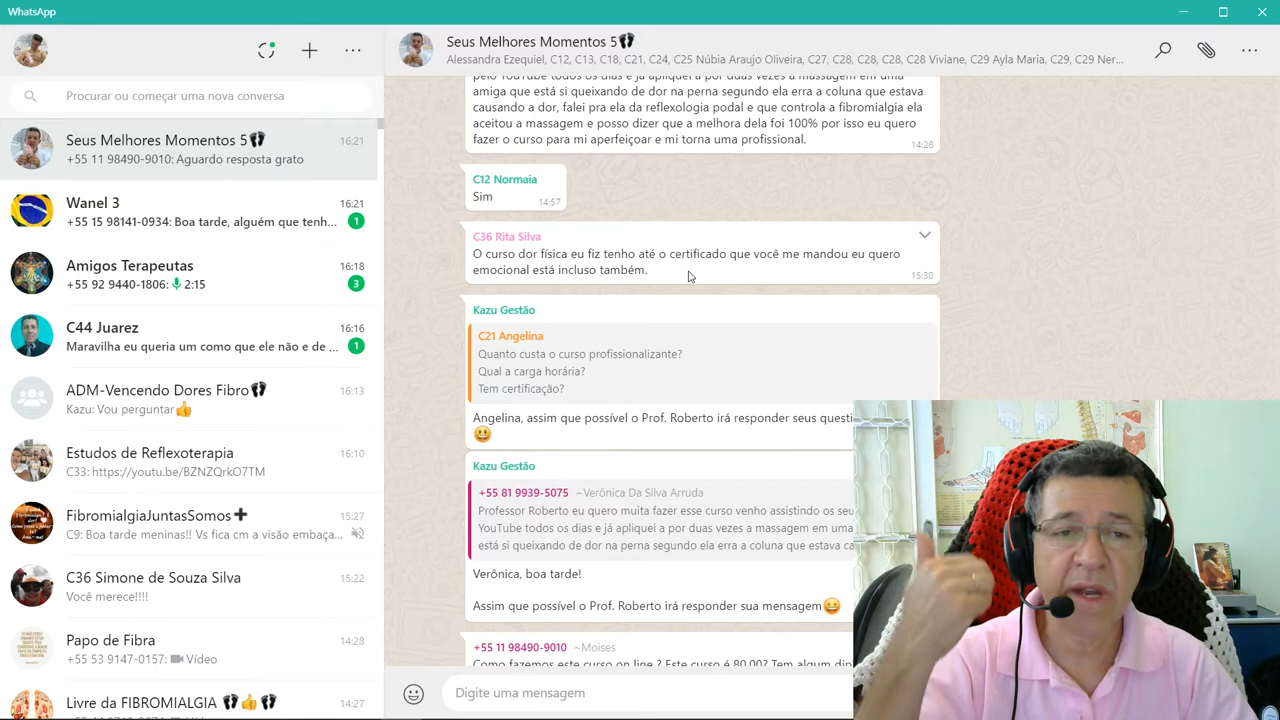 WhatsApp
Seus Melhores Momentos 5
Alessandra Ezequiel, C12, C13, C18, C21, C24, C25 Núbia Araujo Oliveira, C27, C28, C28, C28 Viviane, C29 Ayla Maria, C29, C29 Ner...
Procurar ou começar uma nova conversa
Seus Melhores Momentos 5
16:21
+55 11 98490-9010: Aguardo resposta grato
Wanel 3
16:21
+55 15 98141-0934: Boa tarde, alguém que tenh...
1
Amigos Terapeutas
16:18
+55 92 9440-1806: 2:15
3
C44 Juarez
16:16
Maravilha eu queria um como que ele não e de ...
1
ADM-Vencendo Dores Fibro
16:13
Kazu: Vou perguntar
Estudos de Reflexoterapia
16:10
C33: https://youtu.be/BZNZQrkO7TM
FibromialgiaJuntasSomos
15:27
C9: Boa tarde meninas!! Vs fica cm a visão embaça...
C36 Simone de Souza Silva
15:22
Você merece!!!!
Papo de Fibra
14:28
+55 53 9147-0157: Vídeo
Livre da FIBROMIALGIA
14:27
pelo YouTube todos os dias e já apliquei a por duas vezes a massagem em uma
amiga que está si queixando de dor na perna segundo ela erra a coluna que estava
causando a dor, falei pra ela da reflexologia podal e que controla a fibromialgia ela
aceitou a massagem e posso dizer que a melhora dela foi 100% por isso eu quero
fazer o curso para mi aperfeiçoar e mi torna uma profissional.
14:28
C12 Normaia
Sim
14:57
C36 Rita Silva
O curso dor física eu fiz tenho até o certificado que você me mandou eu quero
emocional está incluso também.
15:30
Kazu Gestão
C21 Angelina
Quanto custa o curso profissionalizante?
Qual a carga horária?
Tem certificação?
Angelina, assim que possível o Prof. Roberto irá responder seus questi
Kazu Gestão
+55 81 9939-5075 ~Verônica Da Silva Arruda
Professor Roberto eu quero muita fazer esse curso venho assistindo os seu
YouTube todos os dias e já apliquei a por duas vezes a massagem em uma
está si queixando de dor na perna segundo ela erra a coluna que estava ca
Verônica, boa tarde!
Assim que possível o Prof. Roberto irá responder sua mensagem
+55 11 98490-9010 ~Moises
Como fazemos este curso on line ? Este curso é 80,00? Tem algum dip
Digite uma mensagem